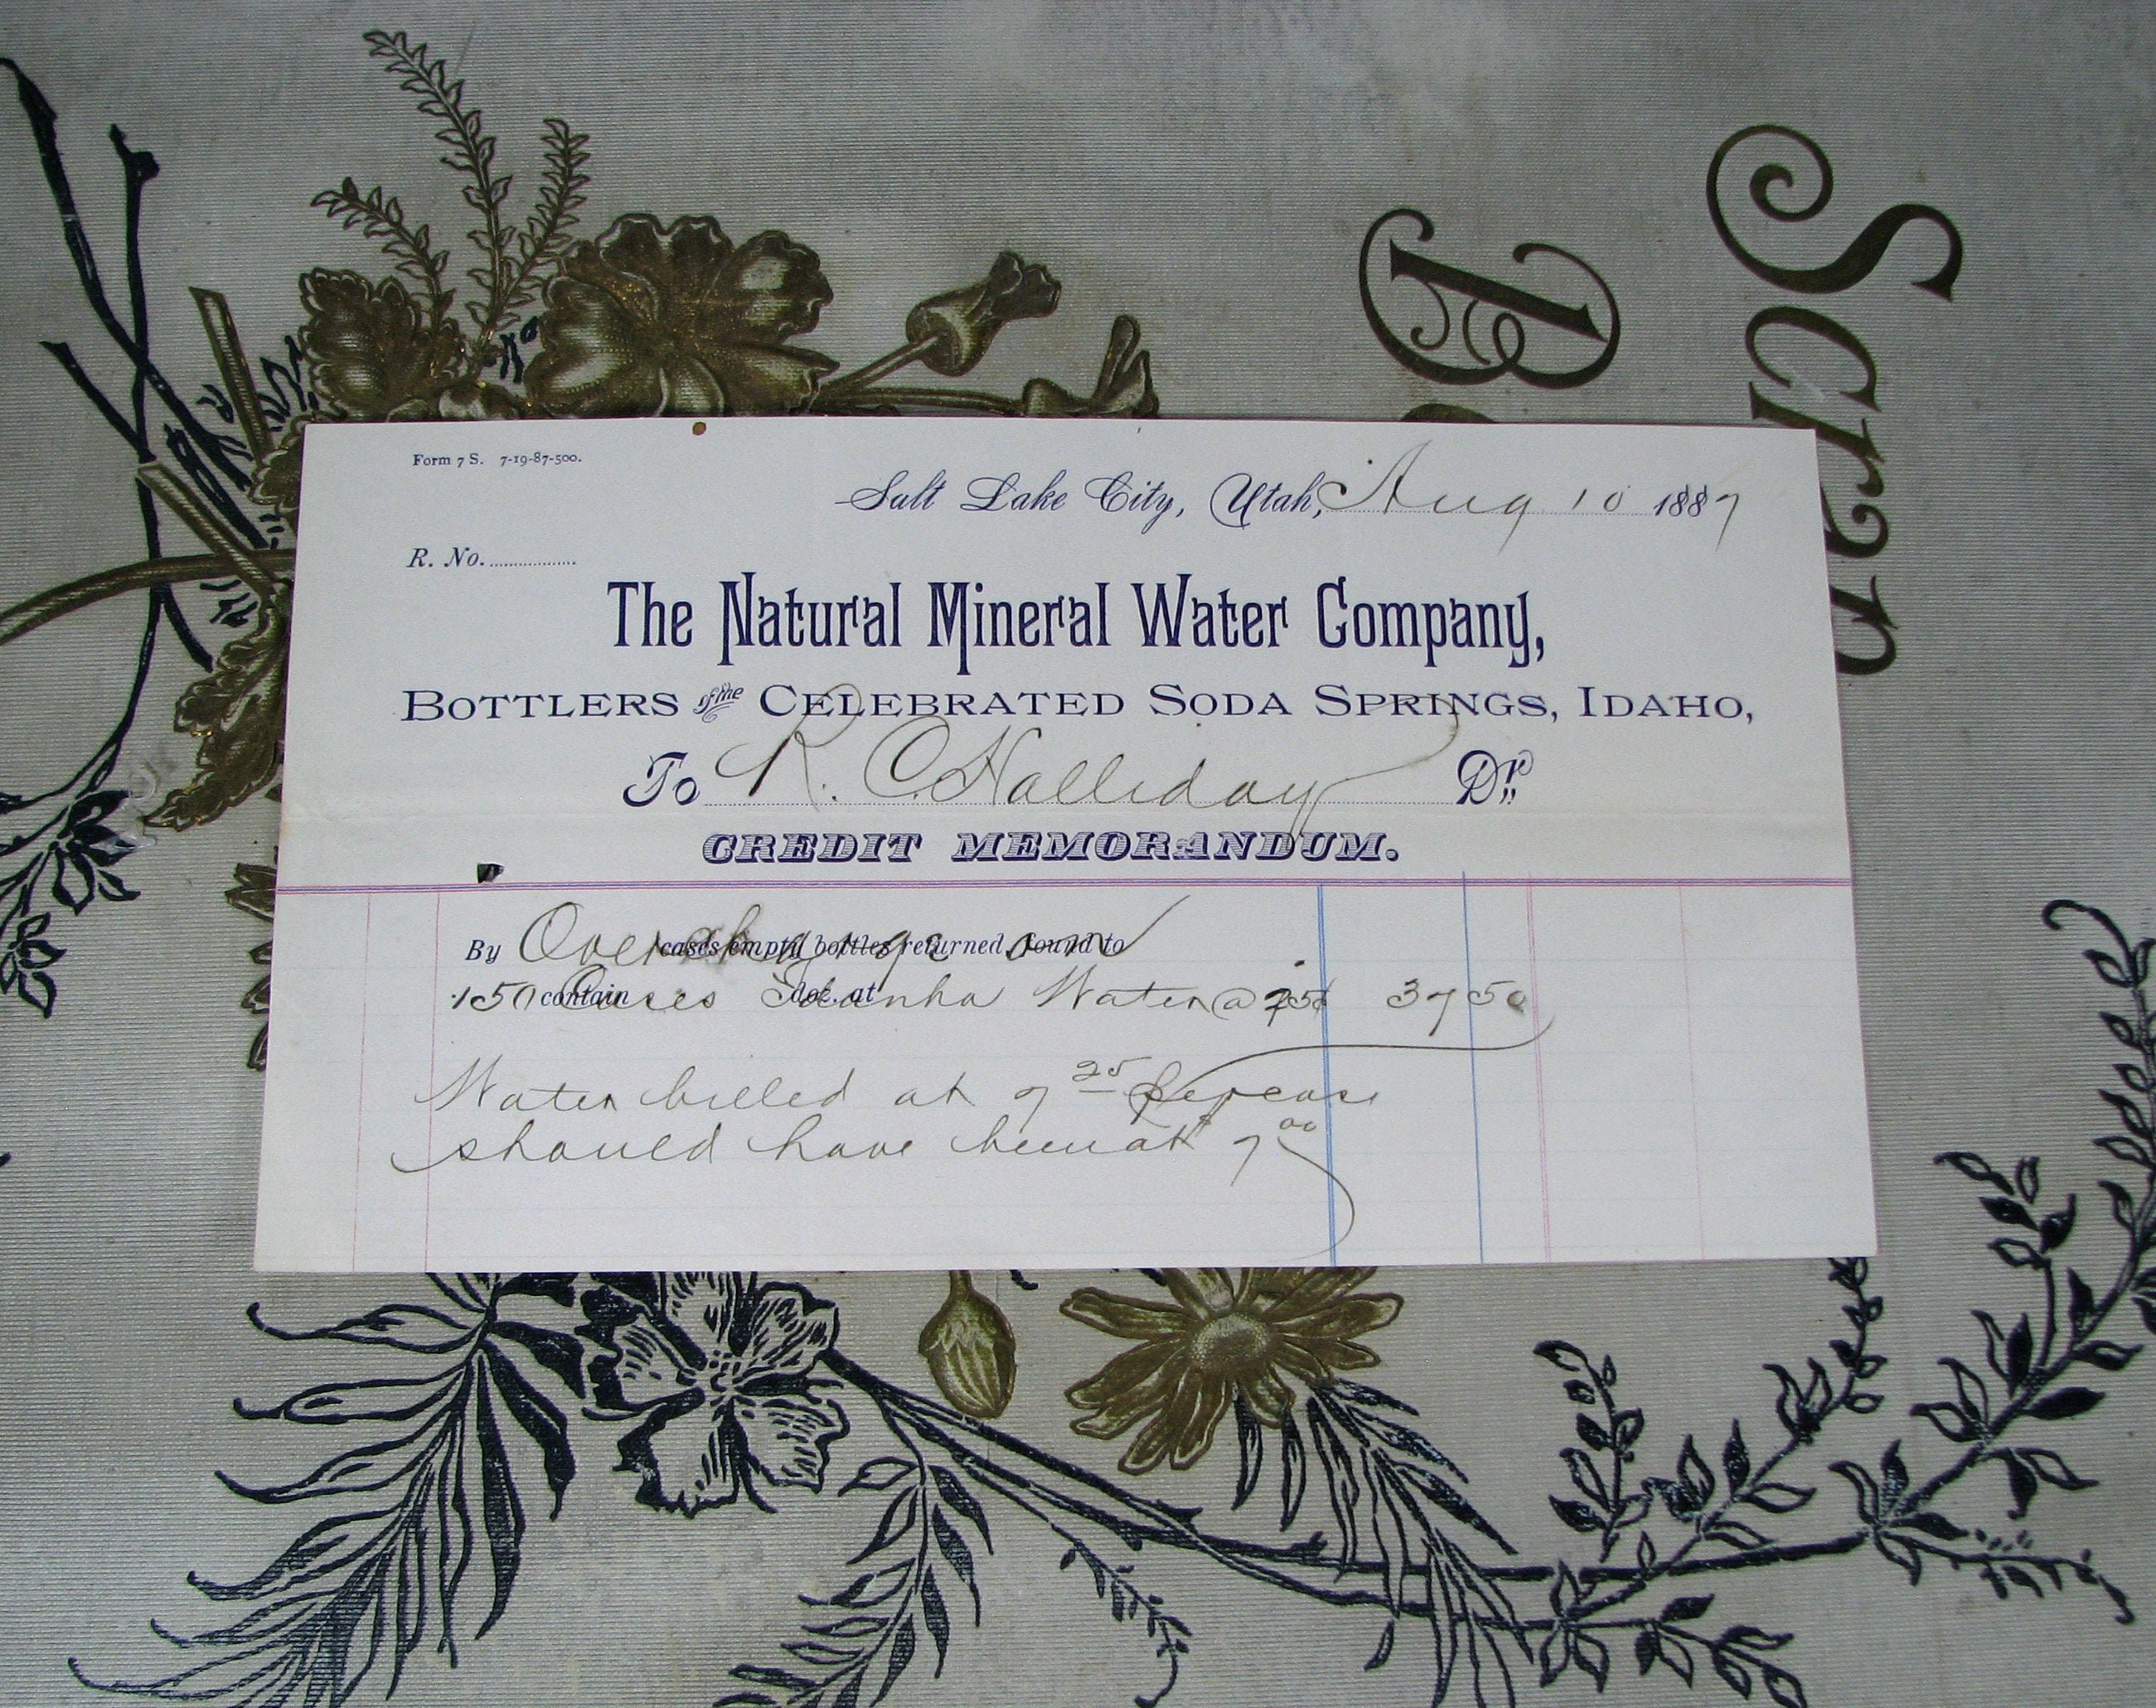 Scrap
B
Form 7 S. 7-19-87-500.
Salt Lake City, Utah, Aug 10 1887
R. No.
The Natural Mineral Water Company,
BOTTLERS of the CELEBRATED SODA SPRINGS, IDAHO,
To R. C. Halliday Dr.
CREDIT MEMORANDUM.
By Overcharge on cases empty bottles returned, found to
150 Cases Idanha Water @ 25¢ 37 50
contain doz. at
Water billed at 7 25 per case
should have been at 7 00